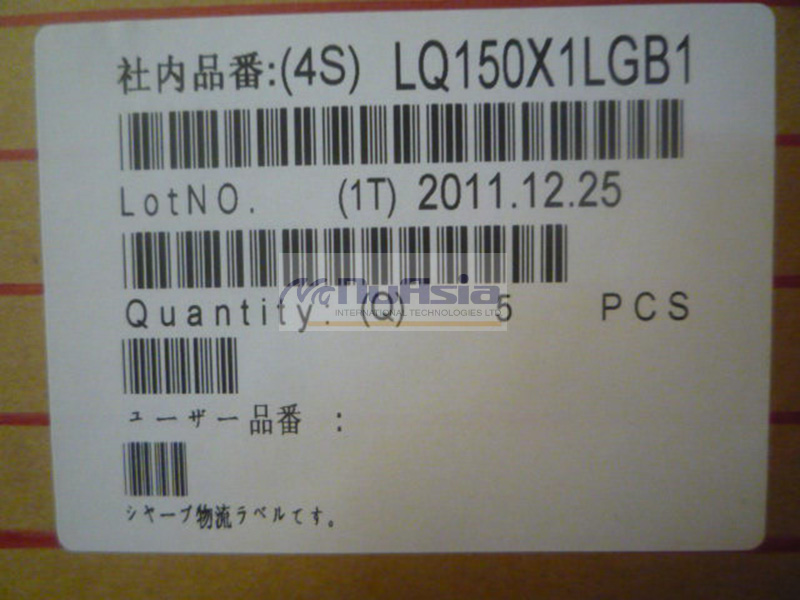 社内品番:(4S) LQ150X1LGB1
LotNO. (1T) 2011.12.25
Quantity. (Q) 5 PCS
NuAsia
INTERNATIONAL TECHNOLOGIES LTD
ユーザー品番 :
シャープ物流ラベルです。